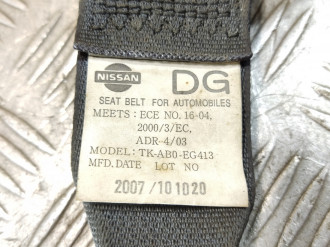 NISSAN DG
SEAT BELT FOR AUTOMOBILES
MEETS : ECE NO. 16-04,
2000/3/EC,
ADR-4/03
MODEL: TK-AB0-EG413
MFD. DATE LOT NO
2007 /10 1020